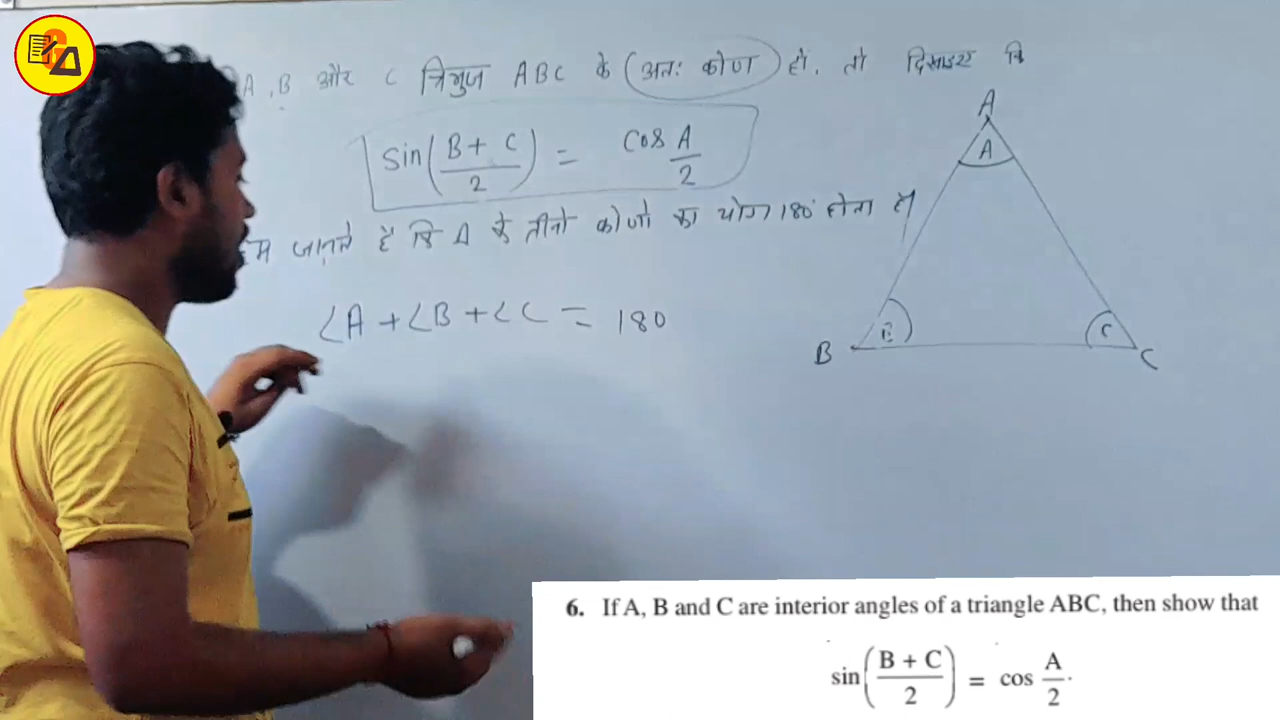 A, B और C त्रिभुज ABC के (अतः कोण) हो, तो दिखाइए कि
sin(B + C / 2) = cos A/2
हम जानते हैं कि Δ के तीनो कोणो का योग 180° होता है
∠A + ∠B + ∠C = 180
A
A
B
B
C
C
6. If A, B and C are interior angles of a triangle ABC, then show that
sin(B + C / 2) = cos A/2.